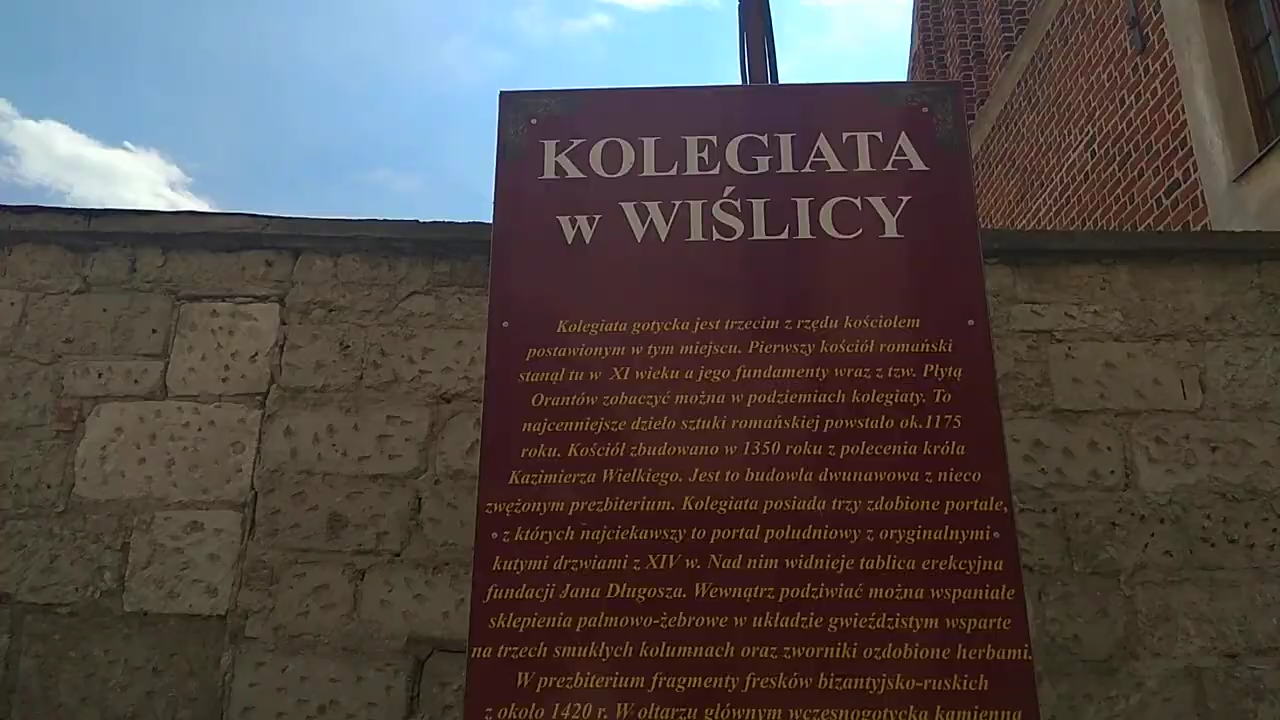 KOLEGIATA
w WIŚLICY
Kolegiata gotycka jest trzecim z rzędu kościołem
postawionym w tym miejscu. Pierwszy kościół romański
stanął tu w XI wieku a jego fundamenty wraz z tzw. Płytą
Orantów zobaczyć można w podziemiach kolegiaty. To
najcenniejsze dzieło sztuki romańskiej powstało ok.1175
roku. Kościół zbudowano w 1350 roku z polecenia króla
Kazimierza Wielkiego. Jest to budowla dwunawowa z nieco
zwężonym prezbiterium. Kolegiata posiada trzy zdobione portale,
z których najciekawszy to portal południowy z oryginalnymi
kutymi drzwiami z XIV w. Nad nim widnieje tablica erekcyjna
fundacji Jana Długosza. Wewnątrz podziwiać można wspaniałe
sklepienia palmowo-żebrowe w układzie gwieździstym wsparte
na trzech smukłych kolumnach oraz zworniki ozdobione herbami.
W prezbiterium fragmenty fresków bizantyjsko-ruskich
z około 1420 r. W ołtarzu głównym wczesnogotycka kamienna